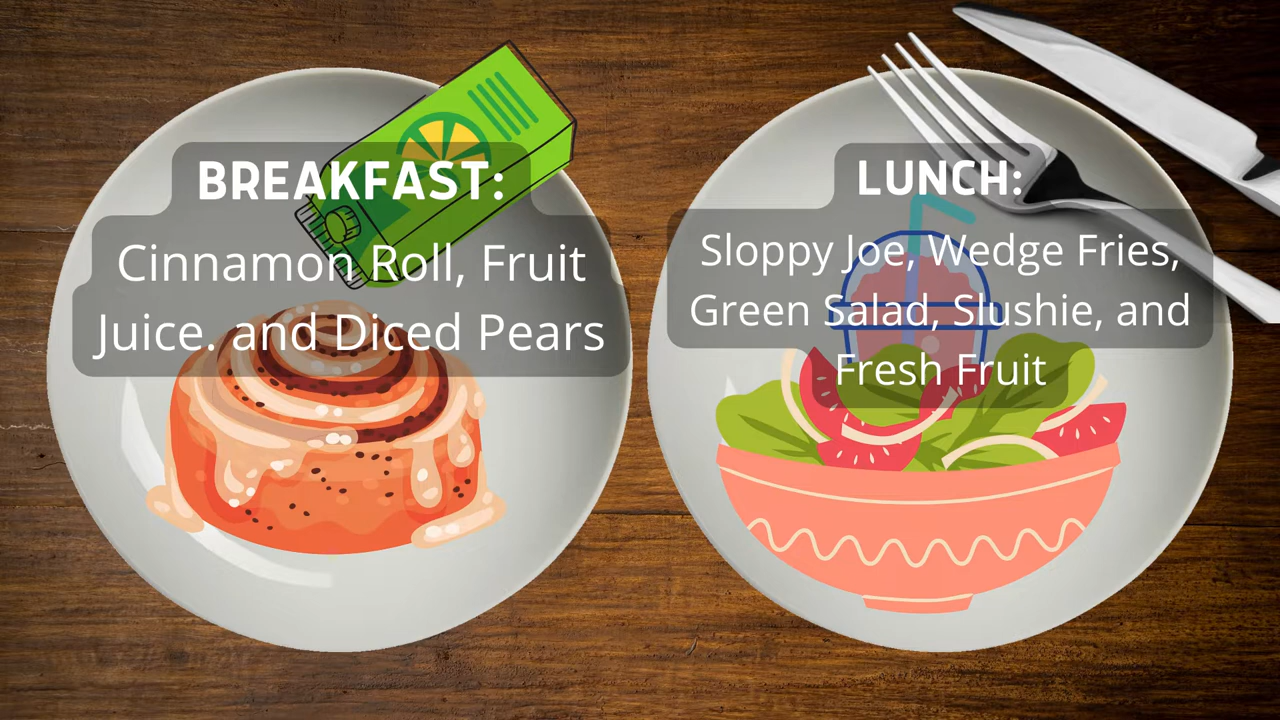 BREAKFAST:
Cinnamon Roll, Fruit
Juice. and Diced Pears
LUNCH:
Sloppy Joe, Wedge Fries,
Green Salad, Slushie, and
Fresh Fruit